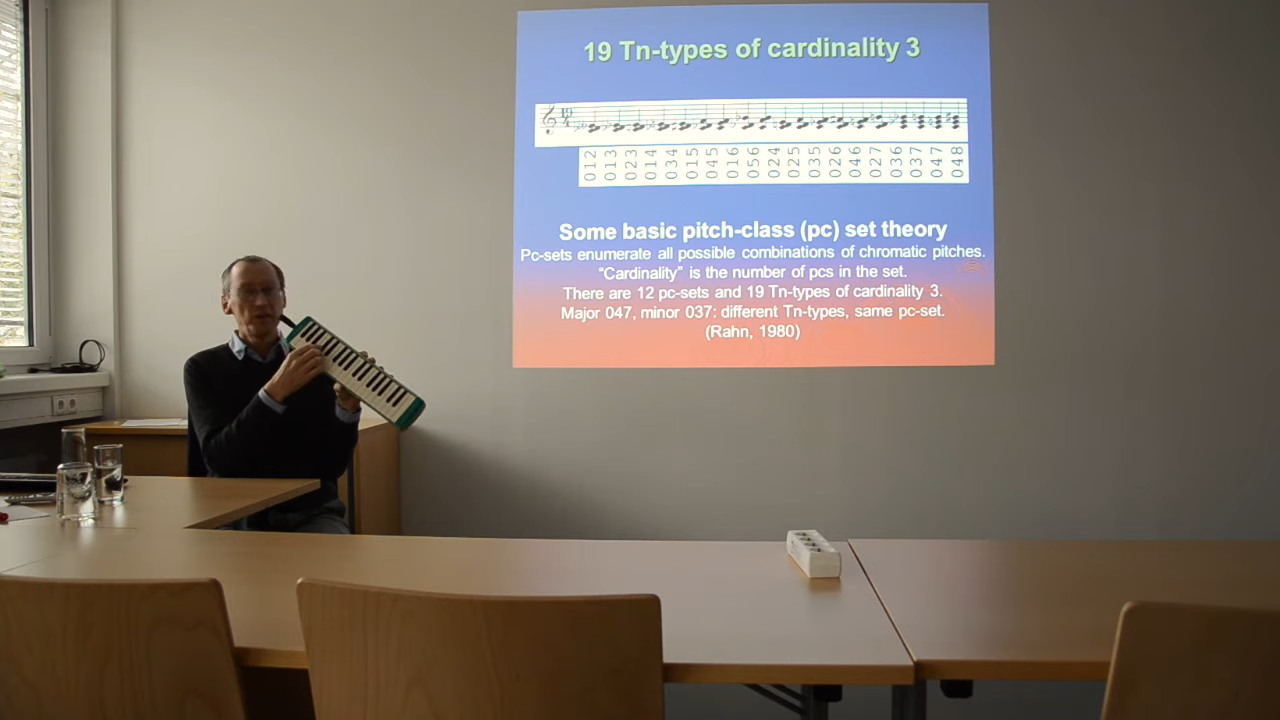 19 Tn-types of cardinality 3
19
4
012 013 023 014 034 015 045 016 056 024 025 035 026 046 027 036 037 047 048
Some basic pitch-class (pc) set theory
Pc-sets enumerate all possible combinations of chromatic pitches.
“Cardinality” is the number of pcs in the set.
There are 12 pc-sets and 19 Tn-types of cardinality 3.
Major 047, minor 037: different Tn-types, same pc-set.
(Rahn, 1980)